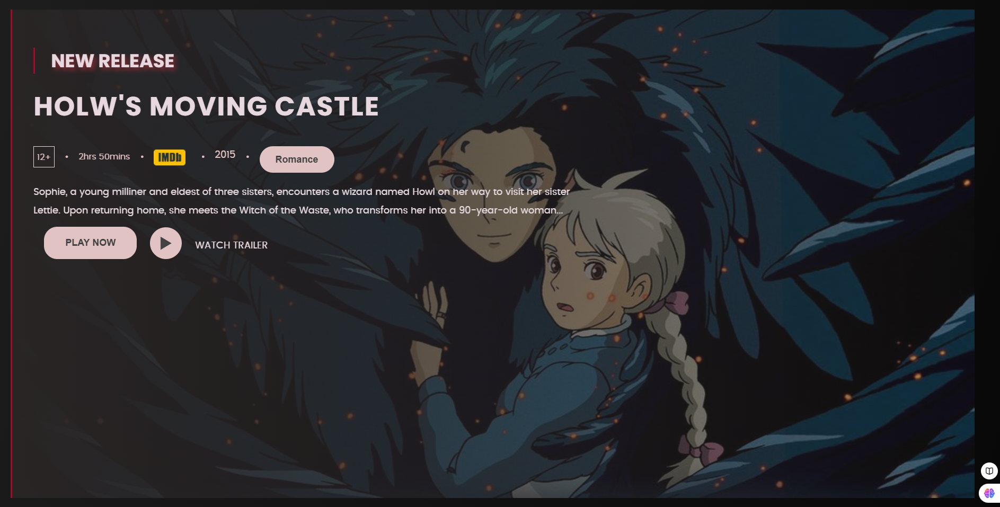 NEW RELEASE
HOLW'S MOVING CASTLE
12+ • 2hrs 50mins • IMDb • 2015 • Romance
Sophie, a young milliner and eldest of three sisters, encounters a wizard named Howl on her way to visit her sister
Lettie. Upon returning home, she meets the Witch of the Waste, who transforms her into a 90-year-old woman...
PLAY NOW WATCH TRAILER